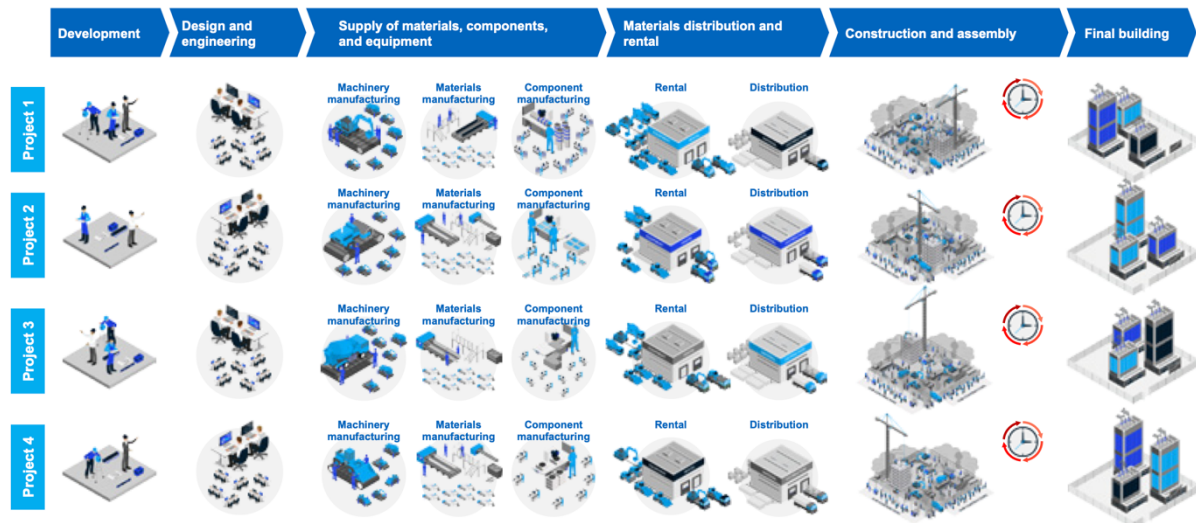 Development
Design and
engineering
Supply of materials, components,
and equipment
Materials distribution and
rental
Construction and assembly
Final building
Project 1
Machinery
manufacturing
Materials
manufacturing
Component
manufacturing
Rental
Distribution
Project 2
Machinery
manufacturing
Materials
manufacturing
Component
manufacturing
Rental
Distribution
Project 3
Machinery
manufacturing
Materials
manufacturing
Component
manufacturing
Rental
Distribution
Project 4
Machinery
manufacturing
Materials
manufacturing
Component
manufacturing
Rental
Distribution